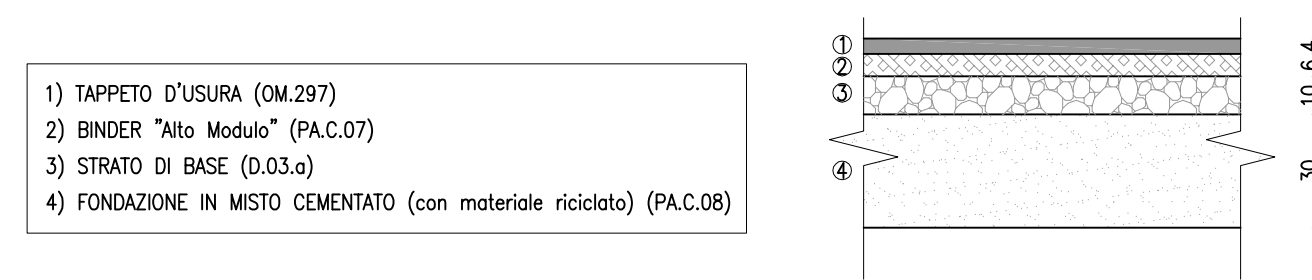 1) TAPPETO D'USURA (OM.297)
2) BINDER "Alto Modulo" (PA.C.07)
3) STRATO DI BASE (D.03.a)
4) FONDAZIONE IN MISTO CEMENTATO (con materiale riciclato) (PA.C.08)
1
2
3
4
4
6
10
30